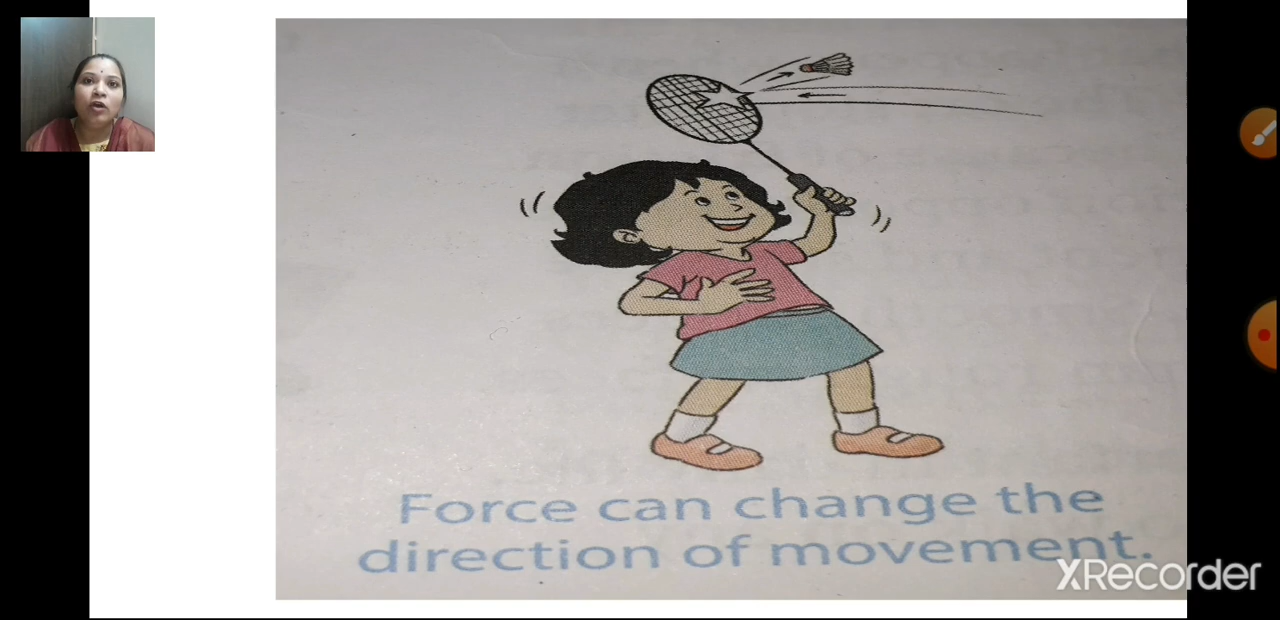 Force can change the
direction of movement.
XRecorder